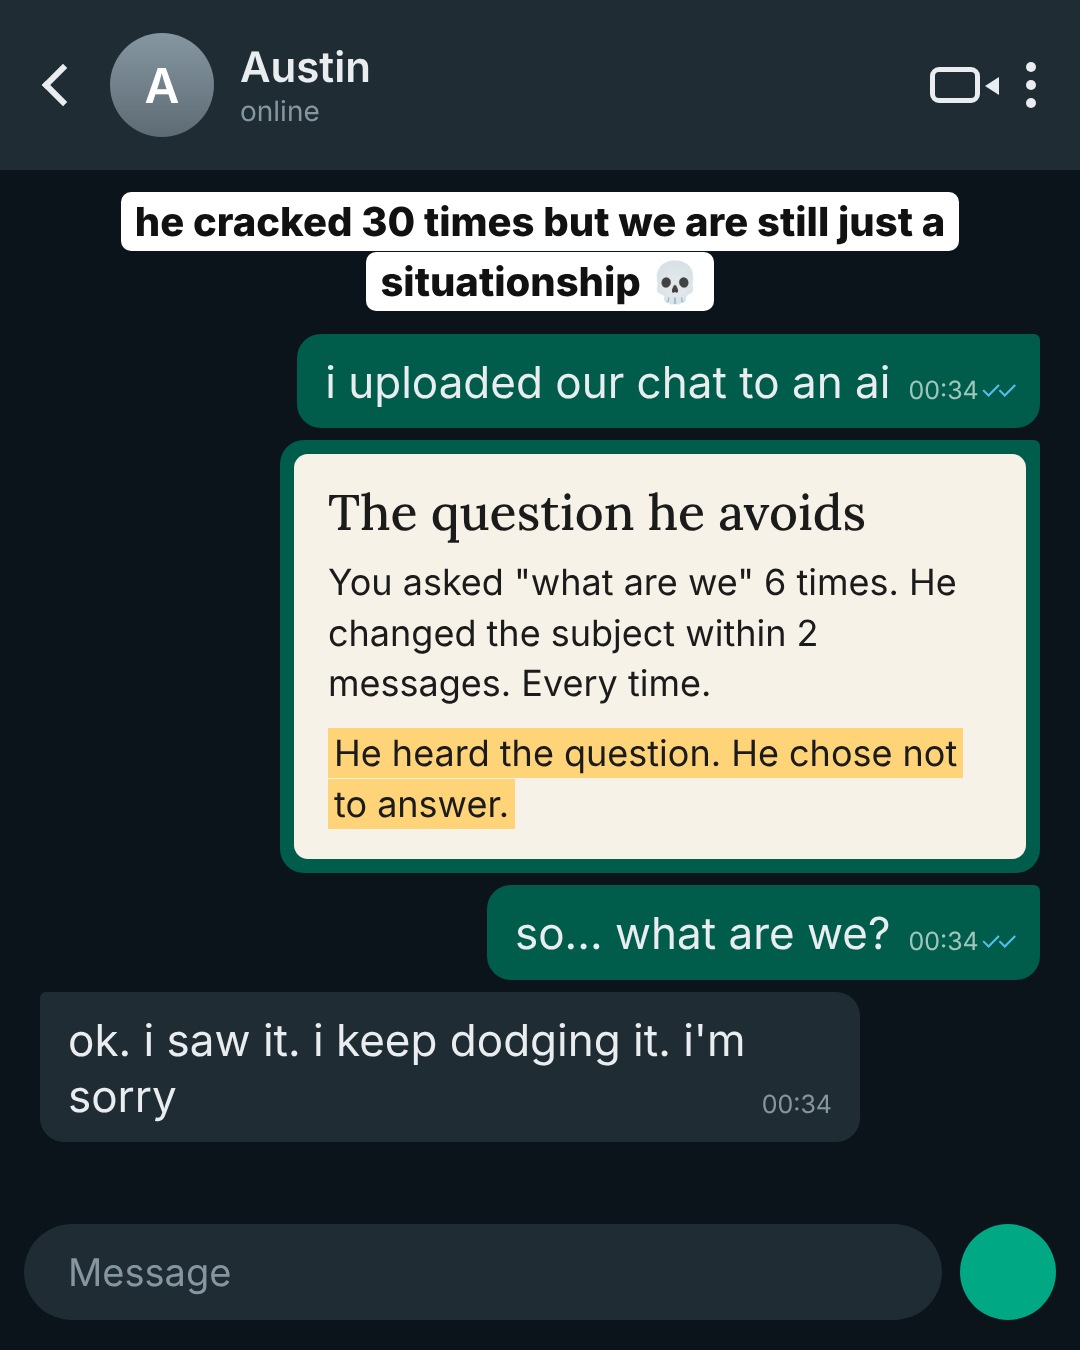 A
Austin
online
he cracked 30 times but we are still just a
situationship 💀
i uploaded our chat to an ai 00:34
The question he avoids
You asked "what are we" 6 times. He
changed the subject within 2
messages. Every time.
He heard the question. He chose not
to answer.
so... what are we? 00:34
ok. i saw it. i keep dodging it. i'm
sorry 00:34
Message